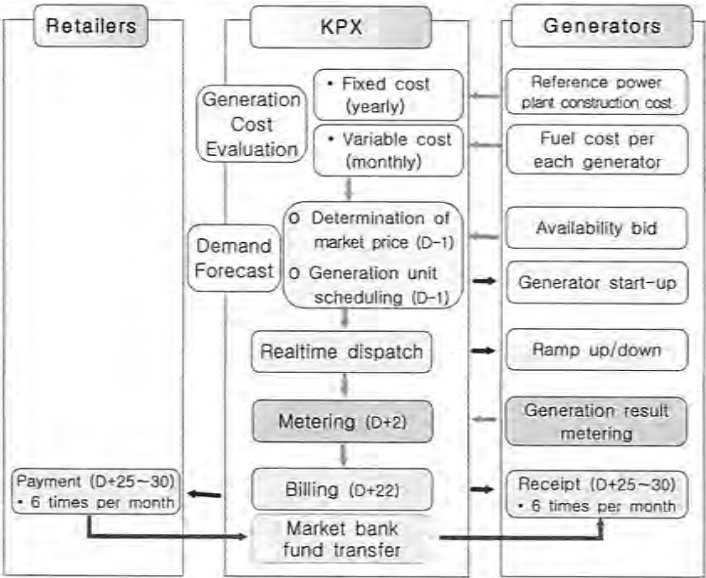 Retailers
KPX
Generators
Generation
Cost
Evaluation
• Fixed cost
(yearly)
• Variable cost
(monthly)
Reference power
plant construction cost
Fuel cost per
each generator
Demand
Forecast
o Determination of
market price (D-1)
o Generation unit
scheduling (D-1)
Availability bid
Generator start-up
Realtime dispatch
Ramp up/down
Metering (D+2)
Generation result
metering
Payment (D+25~30)
• 6 times per month
Billing (D+22)
Receipt (D+25~30)
• 6 times per month
Market bank
fund transfer